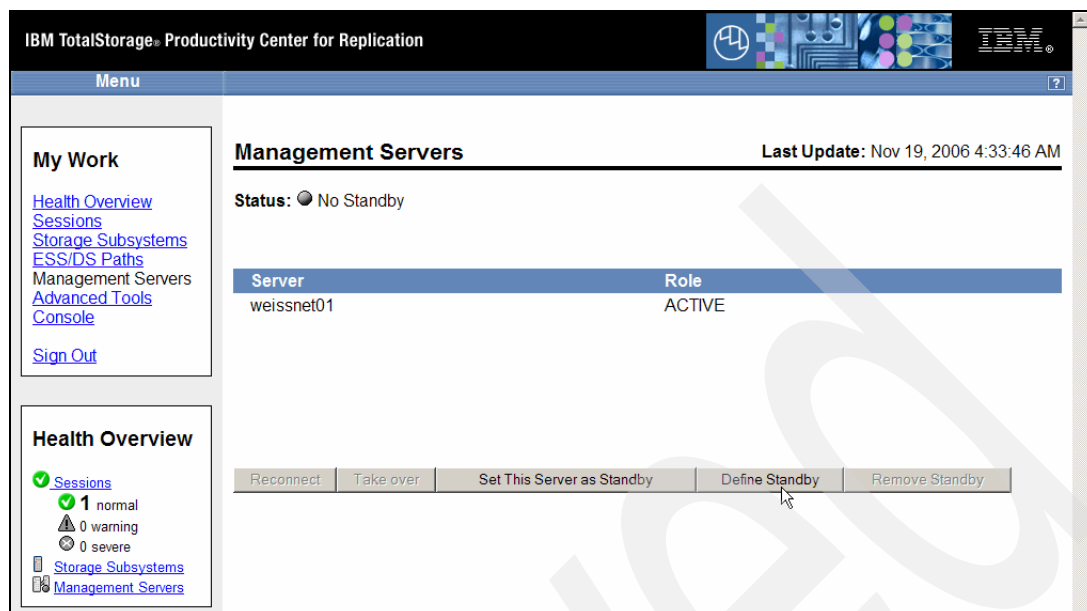 IBM TotalStorage® Productivity Center for Replication
IBM®
Menu
?
My Work
Health Overview
Sessions
Storage Subsystems
ESS/DS Paths
Management Servers
Advanced Tools
Console
Sign Out
Management Servers
Last Update: Nov 19, 2006 4:33:46 AM
Status: No Standby
Server Role
weissnet01 ACTIVE
Reconnect Take over Set This Server as Standby Define Standby Remove Standby
Health Overview
Sessions
1 normal
0 warning
0 severe
Storage Subsystems
Management Servers